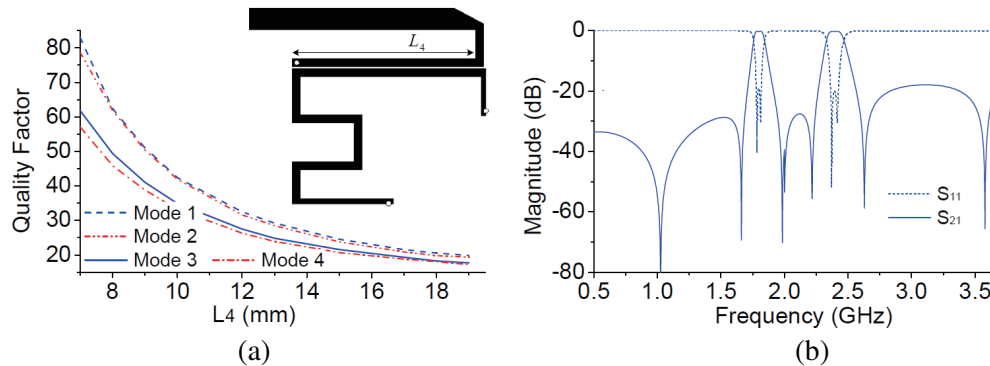 85
80
70
60
50
40
30
20
Quality Factor
8 10 12 14 16 18
L4 (mm)
L4
Mode 1
Mode 2
Mode 3 Mode 4
(a)
0
-20
-40
-60
-80
Magnitude (dB)
0.5 1.0 1.5 2.0 2.5 3.0 3.6
Frequency (GHz)
S11
S21
(b)